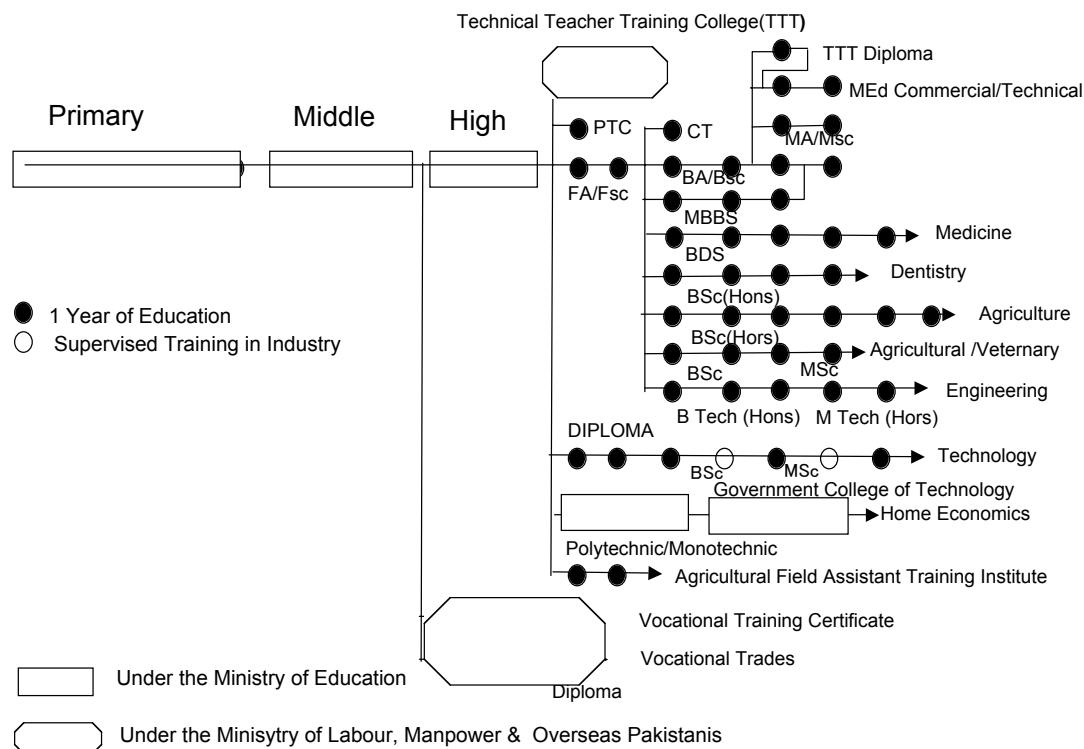 Technical Teacher Training College(TTT)
TTT Diploma
MEd Commercial/Technical
Primary
Middle
High
PTC
CT
MA/Msc
FA/Fsc
BA/Bsc
MBBS
Medicine
BDS
Dentistry
BSc(Hons)
1 Year of Education
Agriculture
Supervised Training in Industry
BSc(Hors)
Agricultural /Veternary
BSc
MSc
Engineering
B Tech (Hons)
M Tech (Hors)
DIPLOMA
Technology
BSc
MSc
Government College of Technology
Home Economics
Polytechnic/Monotechnic
Agricultural Field Assistant Training Institute
Vocational Training Certificate
Vocational Trades
Under the Ministry of Education
Diploma
Under the Minisytry of Labour, Manpower & Overseas Pakistanis